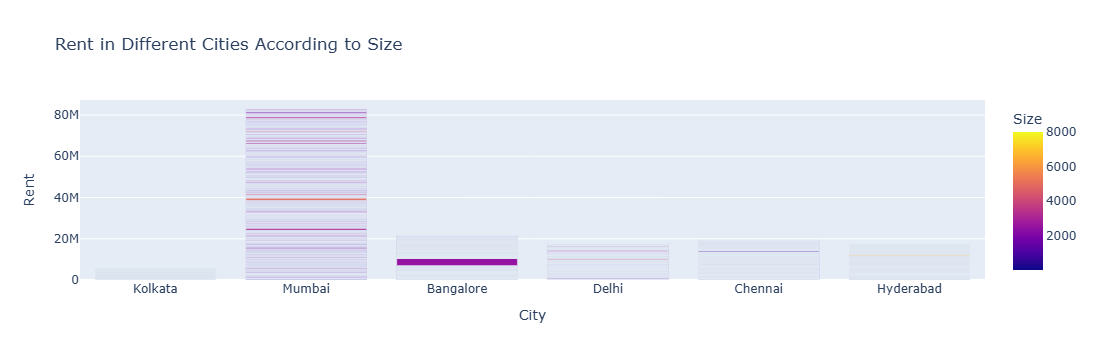 Rent in Different Cities According to Size
Rent
80M
60M
40M
20M
0
Kolkata
Mumbai
Bangalore
Delhi
Chennai
Hyderabad
City
Size
8000
6000
4000
2000